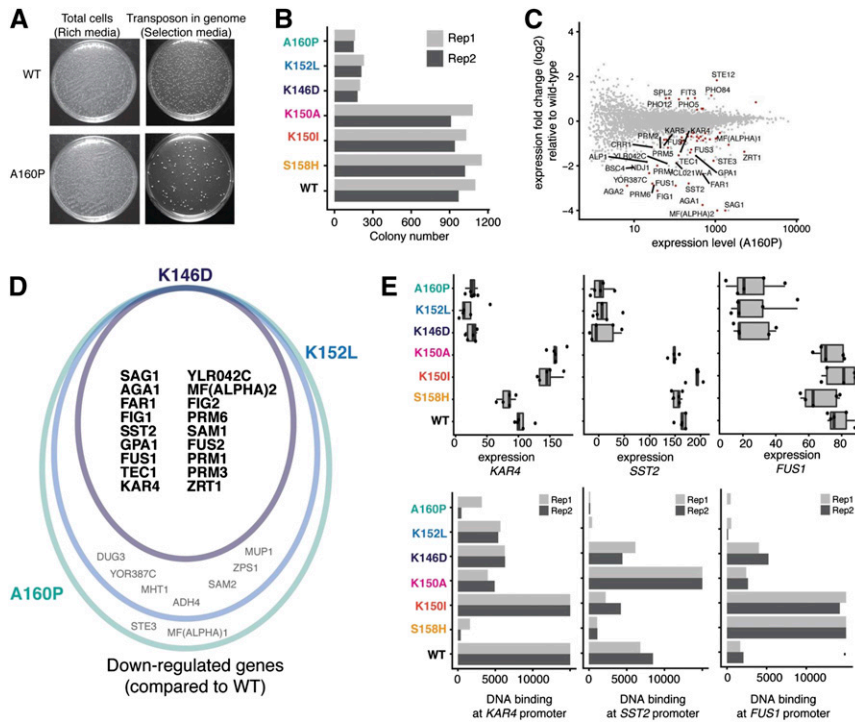 A
Total cells
(Rich media)
Transposon in genome
(Selection media)
WT
A160P
B
A160P
K152L
K146D
K150A
K150I
S158H
WT
Rep1
Rep2
0 300 600 900 1200
Colony number
C
expression fold change (log2)
relative to wild-type
4
2
0
-2
-4
STE12
SPL2 FIT3
PHO84
PHO12 PHO5
KAR5 KAR4
PRM2
MF(ALPHA)1
CRR1
FUS3
PRM5
ALP1 YLR042C
TEC1
STE3 ZRT1
BSC4 NDJ1
YCL021W-A
GPA1
YOR387C
FAR1
FUS1 SST2
AGA2
PRM6
FIG1
AGA1
SAG1
MF(ALPHA)2
10 1000 10000
expression level (A160P)
D
K146D
K152L
A160P
SAG1 YLR042C
AGA1 MF(ALPHA)2
FAR1 FIG2
FIG1 PRM6
SST2 SAM1
GPA1 FUS2
FUS1 PRM1
TEC1 PRM3
KAR4 ZRT1
DUG3
MUP1
YOR387C
ZPS1
MHT1
SAM2
ADH4
STE3
MF(ALPHA)1
Down-regulated genes
(compared to WT)
E
A160P
K152L
K146D
K150A
K150I
S158H
WT
0 50 100 150
expression
KAR4
0 50 100 150 200
expression
SST2
20 40 60 80
expression
FUS1
A160P
K152L
K146D
K150A
K150I
S158H
WT
Rep1
Rep2
Rep1
Rep2
Rep1
Rep2
0 5000 10000
DNA binding
at KAR4 promoter
0 5000 10000
DNA binding
at SST2 promoter
0 5000 10000
DNA binding
at FUS1 promoter